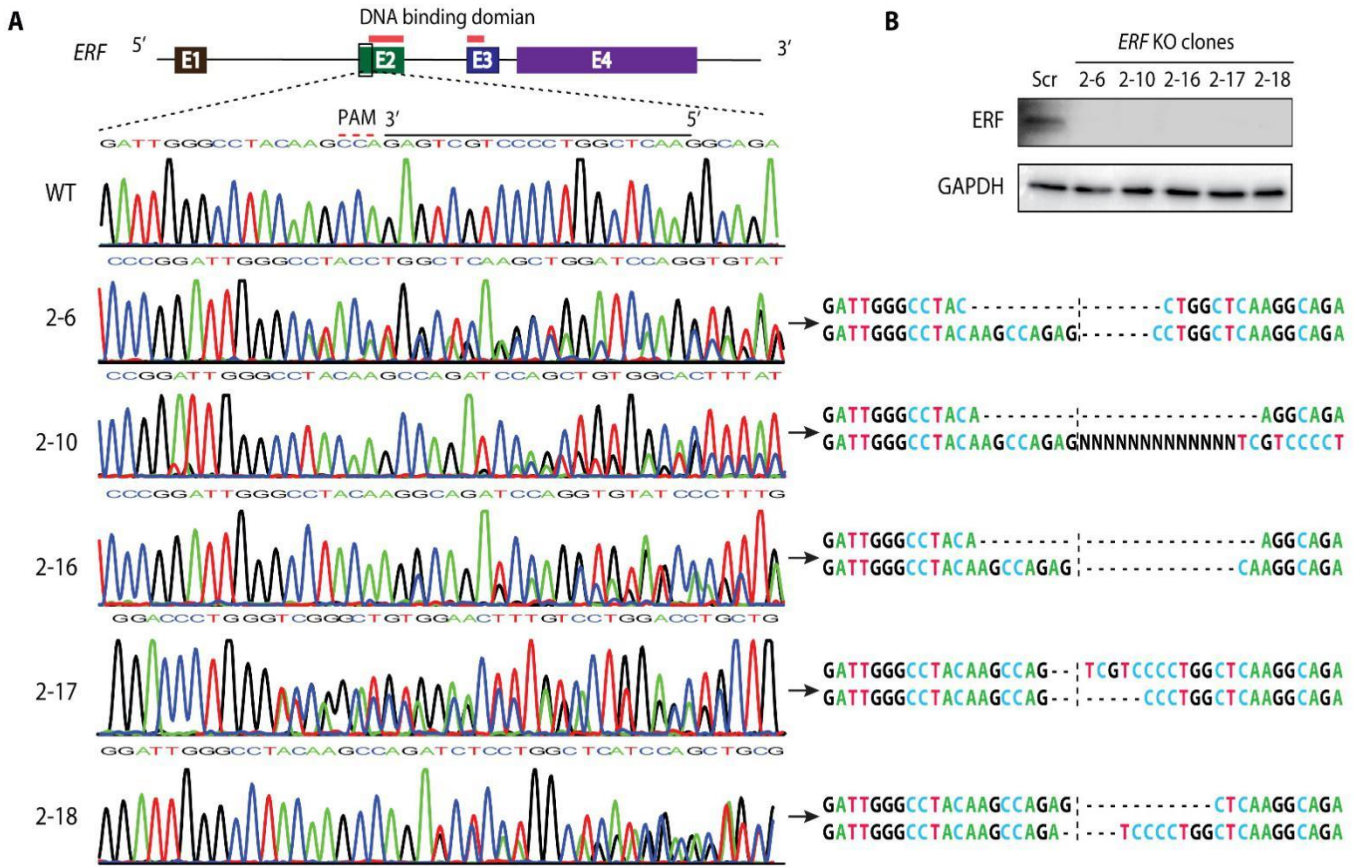 A
DNA binding domian
ERF 5′ E1 E2 E3 E4 3′
PAM 3′ 5′
GATTGGGCCTACAAGCCAGAGTCGTCCCCTGGCTCAAGGCAGA
WT
CCCGGATTGGGCCTACCTGGCTCAAGCTGGATCCAGGTGTAT
2-6
CCGGATTGGGCCTACAAGCCAGATCCAGCTGTGGCACTTTAT
2-10
CCCGGATTGGGCCTACAAGGCAGATCCAGGTGTATCCCTTTG
2-16
GGACCCTGGGTCGGGCTGTGGAACTTTGTCCTGGACCTGCTG
2-17
GGATTGGGCCTACAAGCCAGATCTCCTGGCTCATCCAGCTGCG
2-18
B
ERF KO clones
Scr 2-6 2-10 2-16 2-17 2-18
ERF
GAPDH
GATTGGGCCTAC----------------CTGGCTCAAGGCAGA
GATTGGGCCTACAAGCCAGAG------CCTGGCTCAAGGCAGA
GATTGGGCCTACA-----------------------AGGCAGA
GATTGGGCCTACAAGCCAGAGNNNNNNNNNNNNNTCGTCCCCT
GATTGGGCCTACA-----------------------AGGCAGA
GATTGGGCCTACAAGCCAGAG-------------CAAGGCAGA
GATTGGGCCTACAAGCCAG--TCGTCCCCTGGCTCAAGGCAGA
GATTGGGCCTACAAGCCAG-------CCCTGGCTCAAGGCAGA
GATTGGGCCTACAAGCCAGAG-----------CTCAAGGCAGA
GATTGGGCCTACAAGCCAGA----TCCCCTGGCTCAAGGCAGA